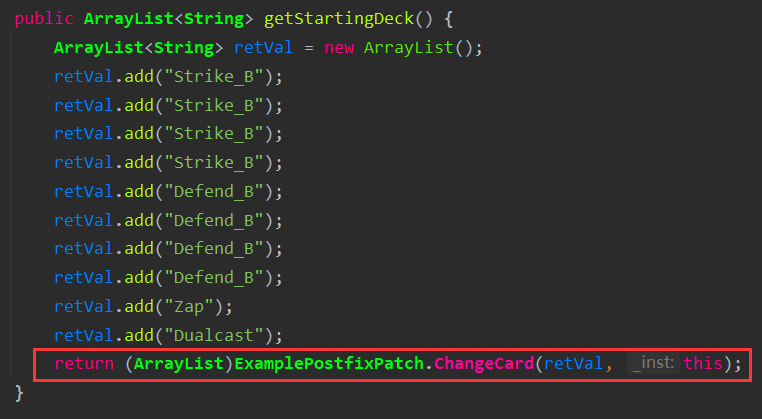 public ArrayList<String> getStartingDeck() {
    ArrayList<String> retVal = new ArrayList();
    retVal.add("Strike_B");
    retVal.add("Strike_B");
    retVal.add("Strike_B");
    retVal.add("Strike_B");
    retVal.add("Defend_B");
    retVal.add("Defend_B");
    retVal.add("Defend_B");
    retVal.add("Defend_B");
    retVal.add("Zap");
    retVal.add("Dualcast");
    return (ArrayList)ExamplePostfixPatch.ChangeCard(retVal, _inst: this);
}